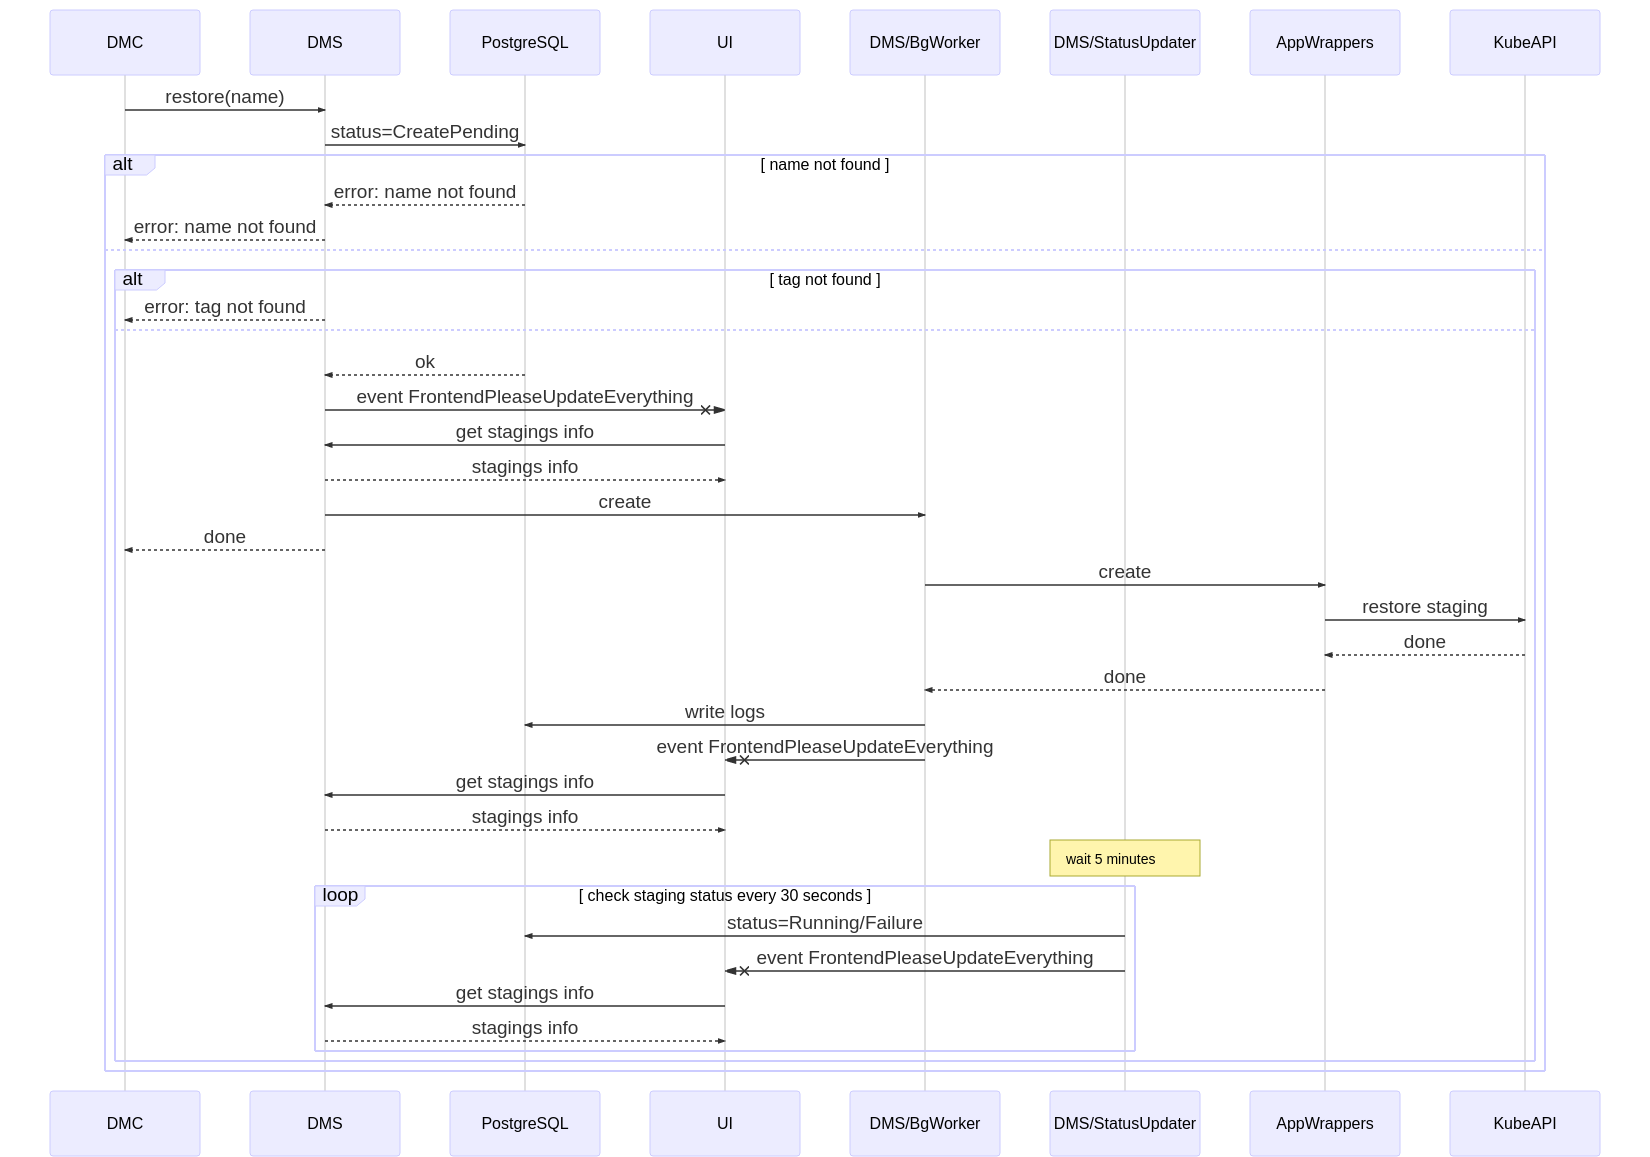 DMC
DMS
PostgreSQL
UI
DMS/BgWorker
DMS/StatusUpdater
AppWrappers
KubeAPI
restore(name)
status=CreatePending
alt
[ name not found ]
error: name not found
error: name not found
alt
[ tag not found ]
error: tag not found
ok
event FrontendPleaseUpdateEverything
get stagings info
stagings info
create
done
create
restore staging
done
done
write logs
event FrontendPleaseUpdateEverything
get stagings info
stagings info
wait 5 minutes
loop
[ check staging status every 30 seconds ]
status=Running/Failure
event FrontendPleaseUpdateEverything
get stagings info
stagings info
DMC
DMS
PostgreSQL
UI
DMS/BgWorker
DMS/StatusUpdater
AppWrappers
KubeAPI